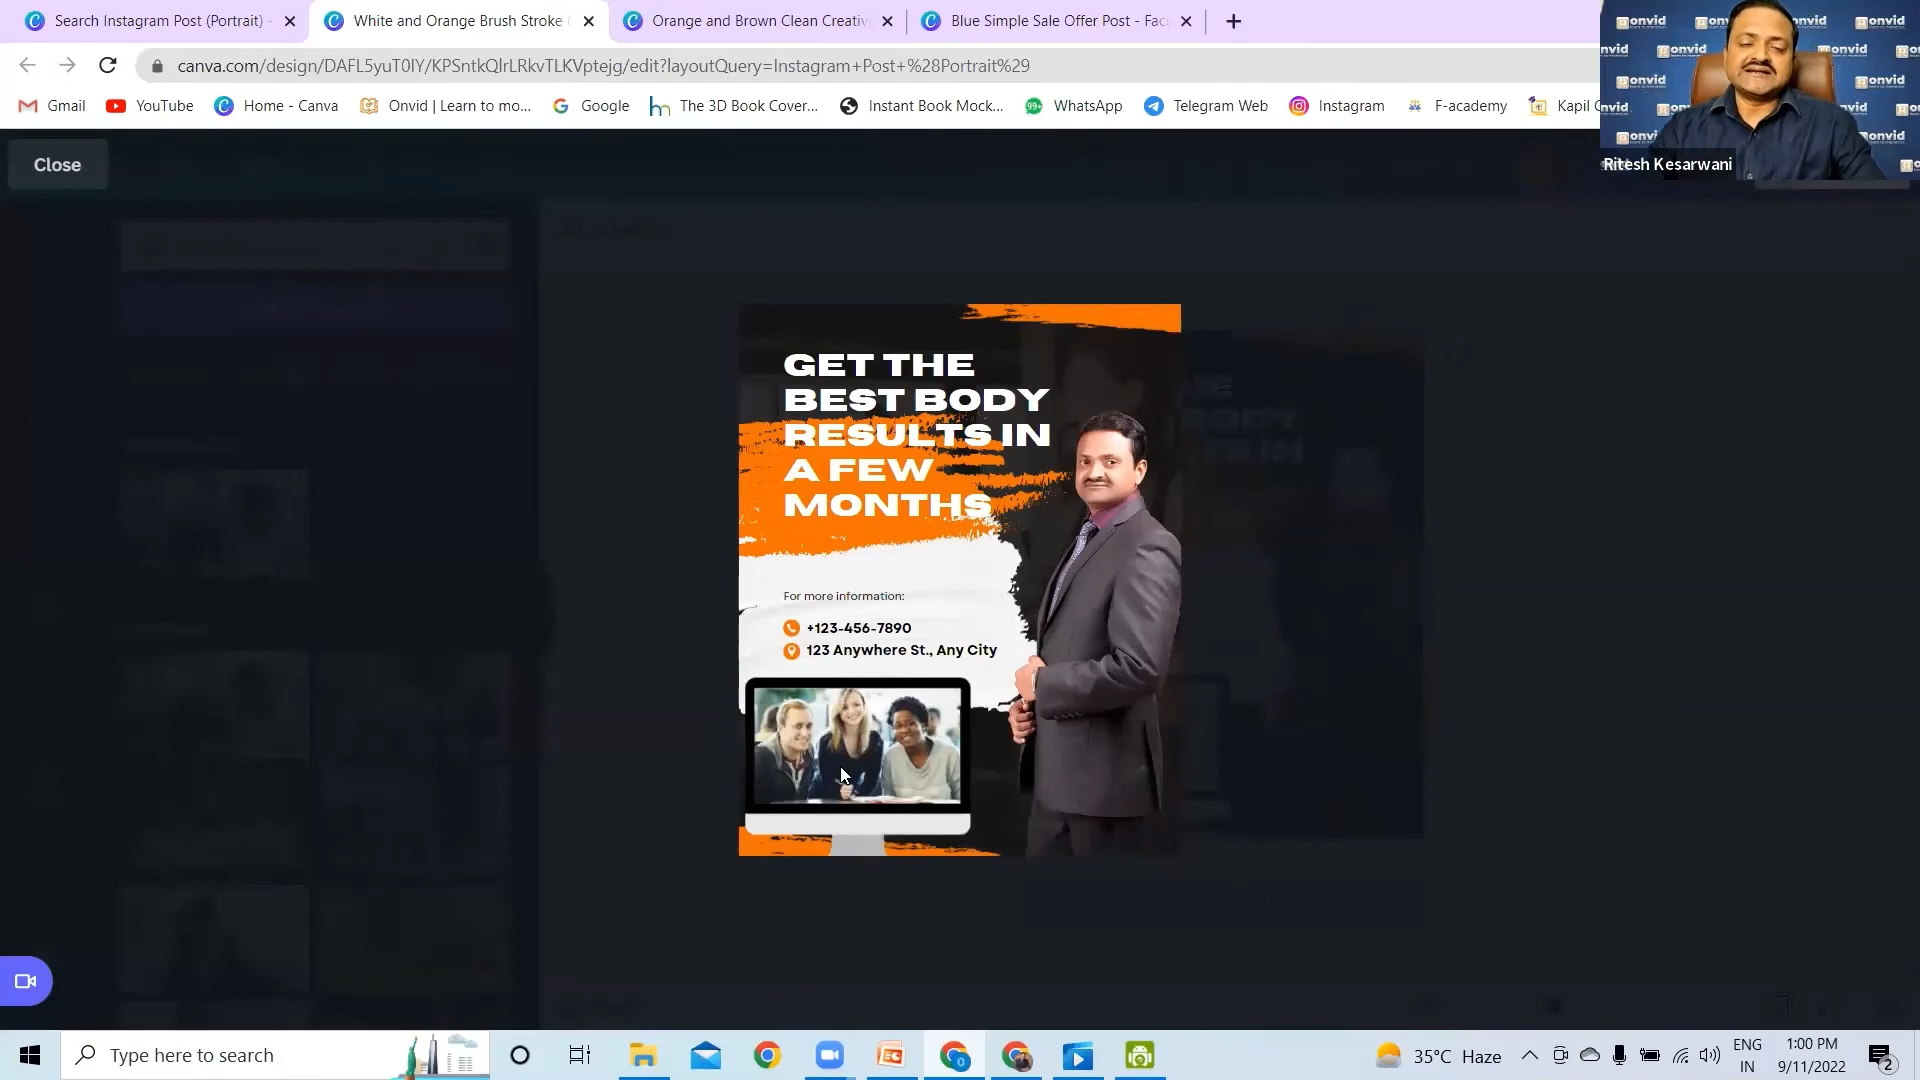 Search Instagram Post (Portrait) -
White and Orange Brush Stroke
Orange and Brown Clean Creativ
Blue Simple Sale Offer Post - Fac
canva.com/design/DAFL5yuT0IY/KPSntkQlrLRkvTLKVptejg/edit?layoutQuery=Instagram+Post+%28Portrait%29
Gmail
YouTube
Home - Canva
Onvid | Learn to mo...
Google
The 3D Book Cover...
Instant Book Mock...
99+
WhatsApp
Telegram Web
Instagram
F-academy
Kapil
onvid
Ritesh Kesarwani
Close
GET THE
BEST BODY
RESULTS IN
A FEW
MONTHS
For more information:
+123-456-7890
123 Anywhere St., Any City
Type here to search
35°C Haze
ENG
IN
1:00 PM
9/11/2022
2